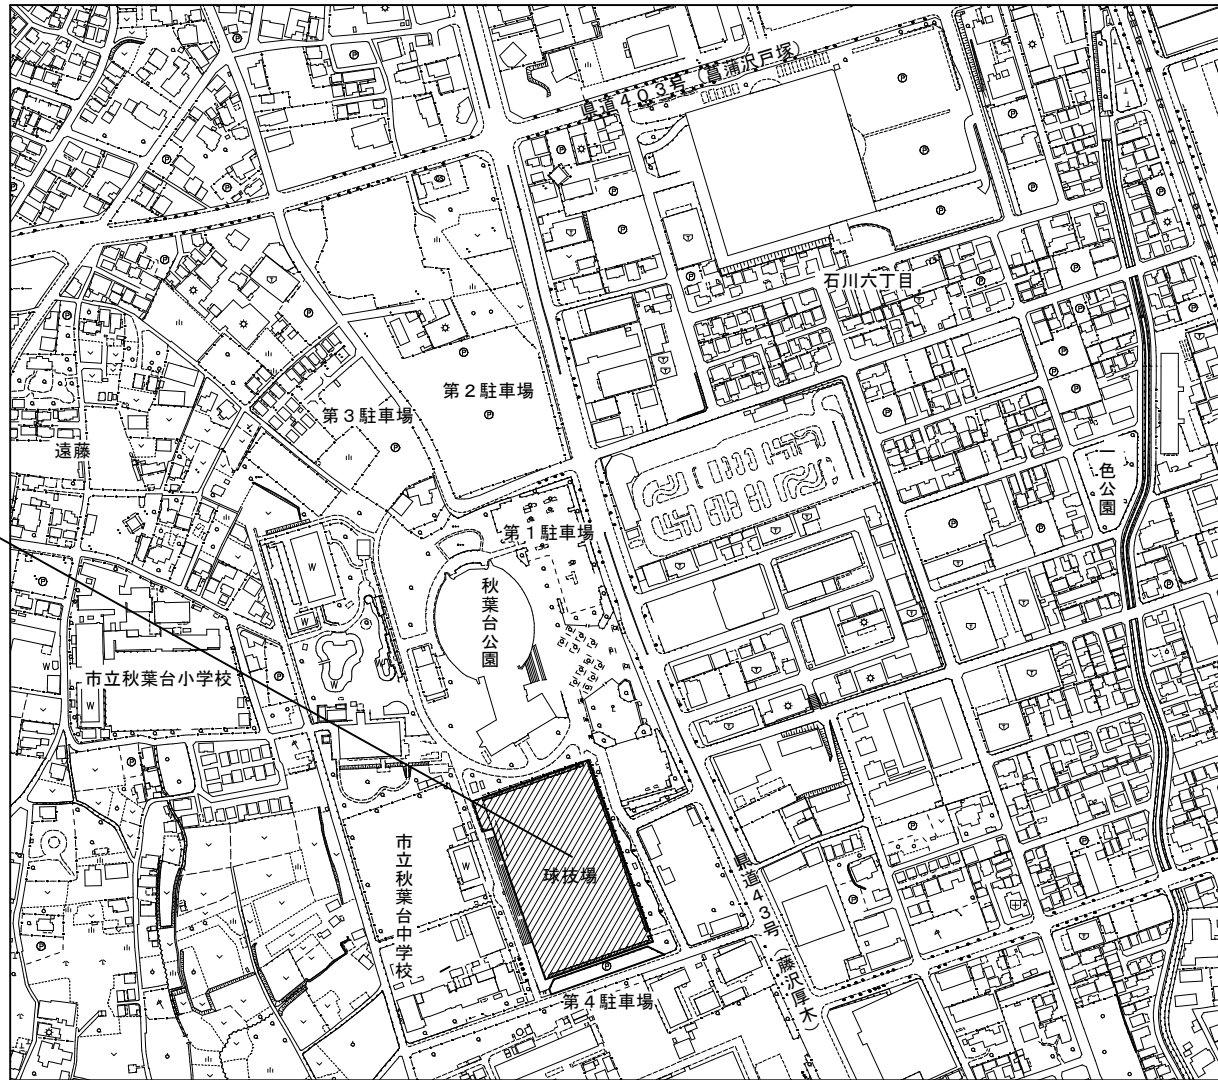 県道403号(菖蒲沢戸塚)
石川六丁目
第2駐車場
第3駐車場
遠藤
一色公園
第1駐車場
秋葉台公園
市立秋葉台小学校
市立秋葉台中学校
球技場
県道43号(藤沢厚木)
第4駐車場